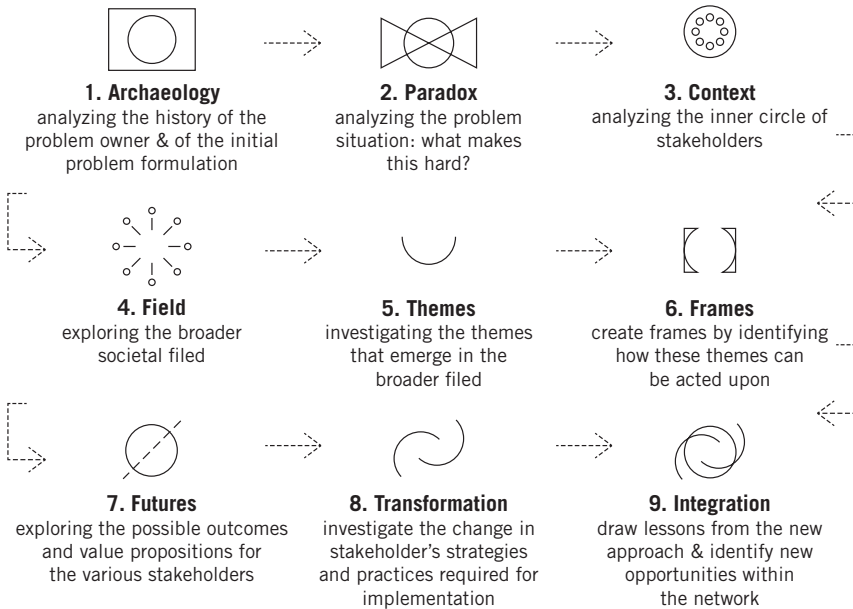 1. Archaeology
analyzing the history of the
problem owner & of the initial
problem formulation
2. Paradox
analyzing the problem
situation: what makes
this hard?
3. Context
analyzing the inner circle of
stakeholders
4. Field
exploring the broader
societal filed
5. Themes
investigating the themes
that emerge in the
broader filed
6. Frames
create frames by identifying
how these themes can
be acted upon
7. Futures
exploring the possible outcomes
and value propositions for
the various stakeholders
8. Transformation
investigate the change in
stakeholder's strategies
and practices required for
implementation
9. Integration
draw lessons from the new
approach & identify new
opportunities within
the network